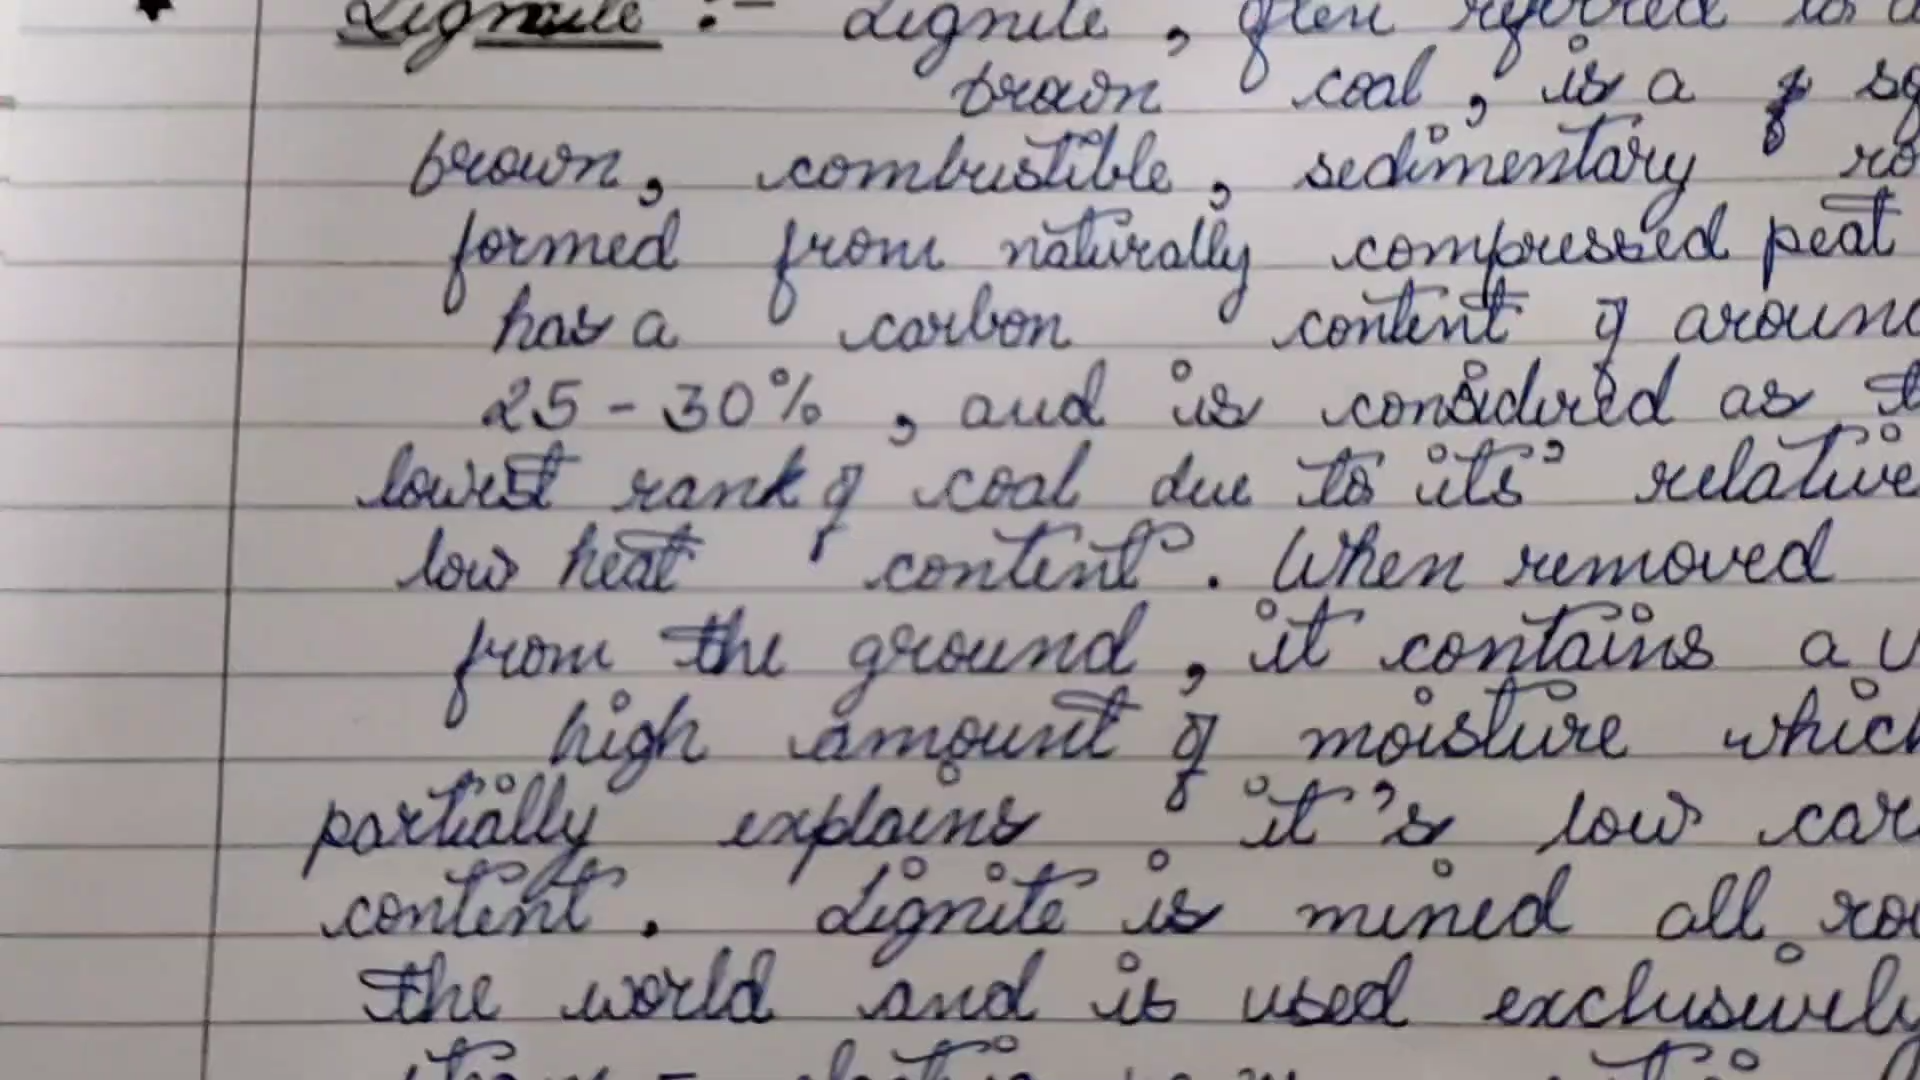 Lignite :- Lignite, often referred to
brown coal, is a
brown, combustible, sedimentary
formed from naturally compressed peat
has a carbon content of around
25-30%, and is considered as
lowest rank of coal due to its' relative
low heat content. When removed
from the ground, it contains a
high amount of moisture which
partially explains it's low
content. Lignite is mined all
the world and is used exclusively